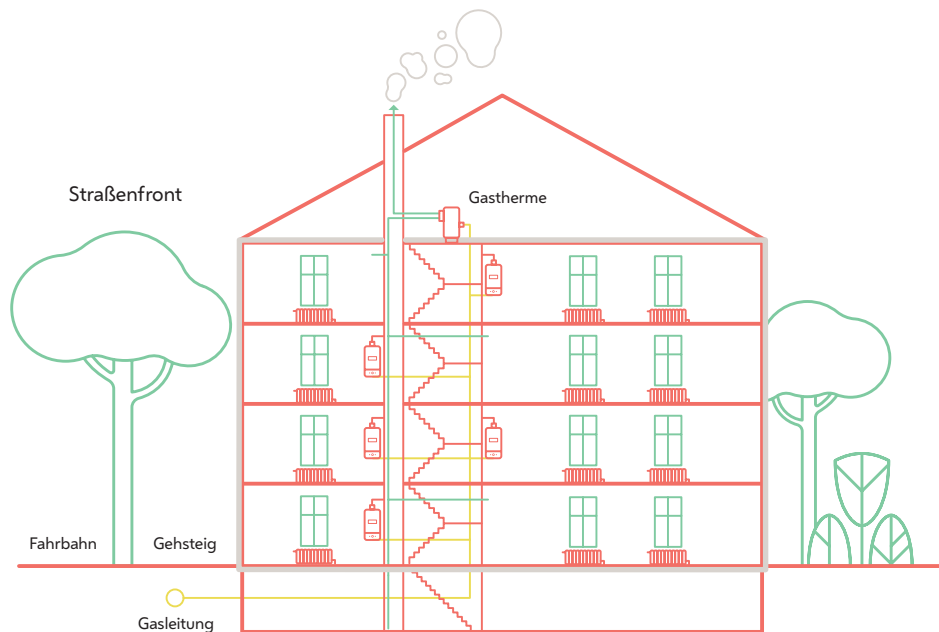 Straßenfront
Gastherme
Fahrbahn
Gehsteig
Gasleitung